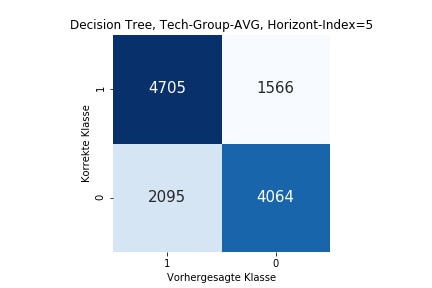 Decision Tree, Tech-Group-AVG, Horizont-Index=5
Korrekte Klasse
1
4705 1566
0
2095 4064
1 0
Vorhergesagte Klasse